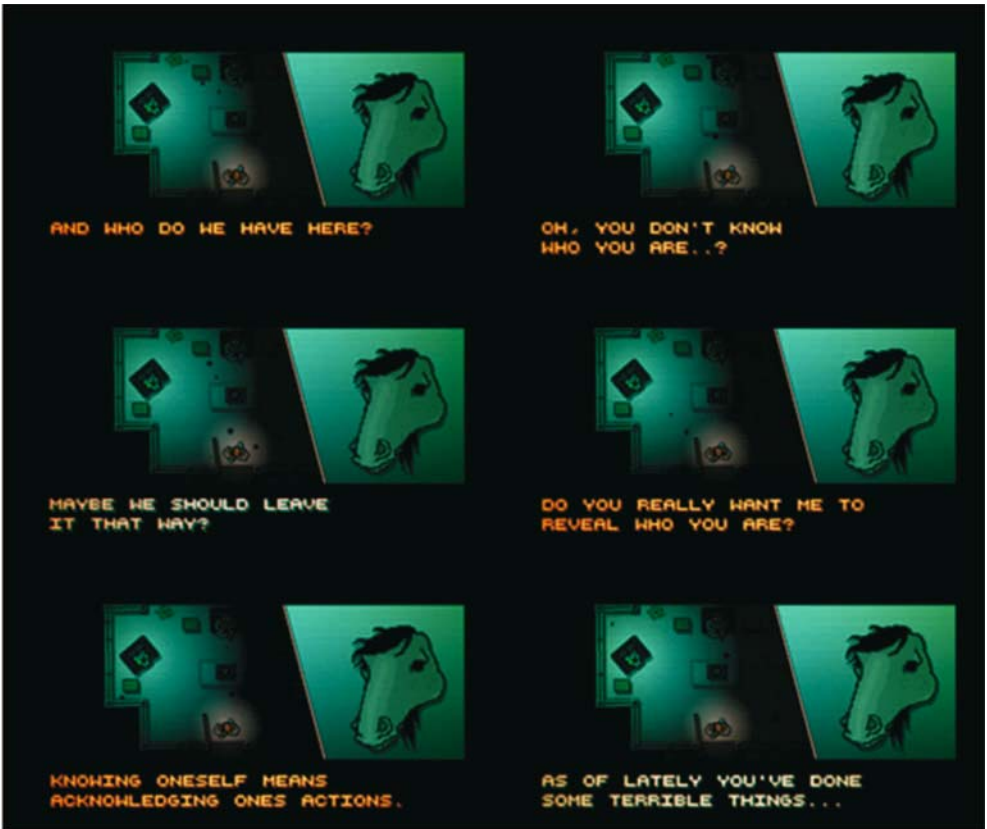 AND WHO DO WE HAVE HERE?
OH, YOU DON'T KNOW
WHO YOU ARE..?
MAYBE WE SHOULD LEAVE
IT THAT WAY?
DO YOU REALLY WANT ME TO
REVEAL WHO YOU ARE?
KNOWING ONESELF MEANS
ACKNOWLEDGING ONES ACTIONS.
AS OF LATELY YOU'VE DONE
SOME TERRIBLE THINGS...